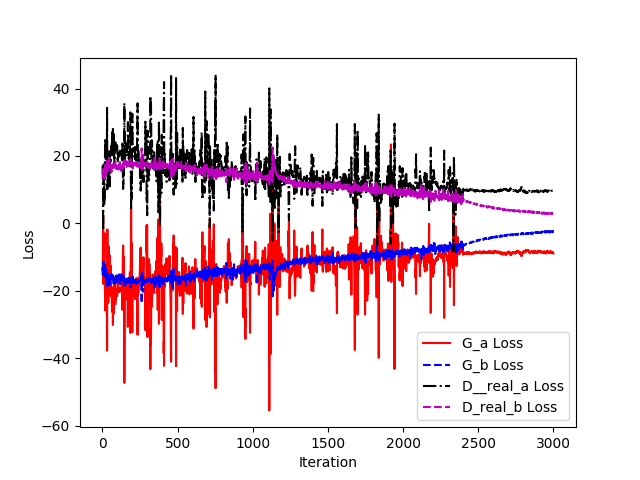 40
20
0
−20
−40
−60
Loss
0
500
1000
1500
2000
2500
3000
Iteration
G_a Loss
G_b Loss
D__real_a Loss
D_real_b Loss